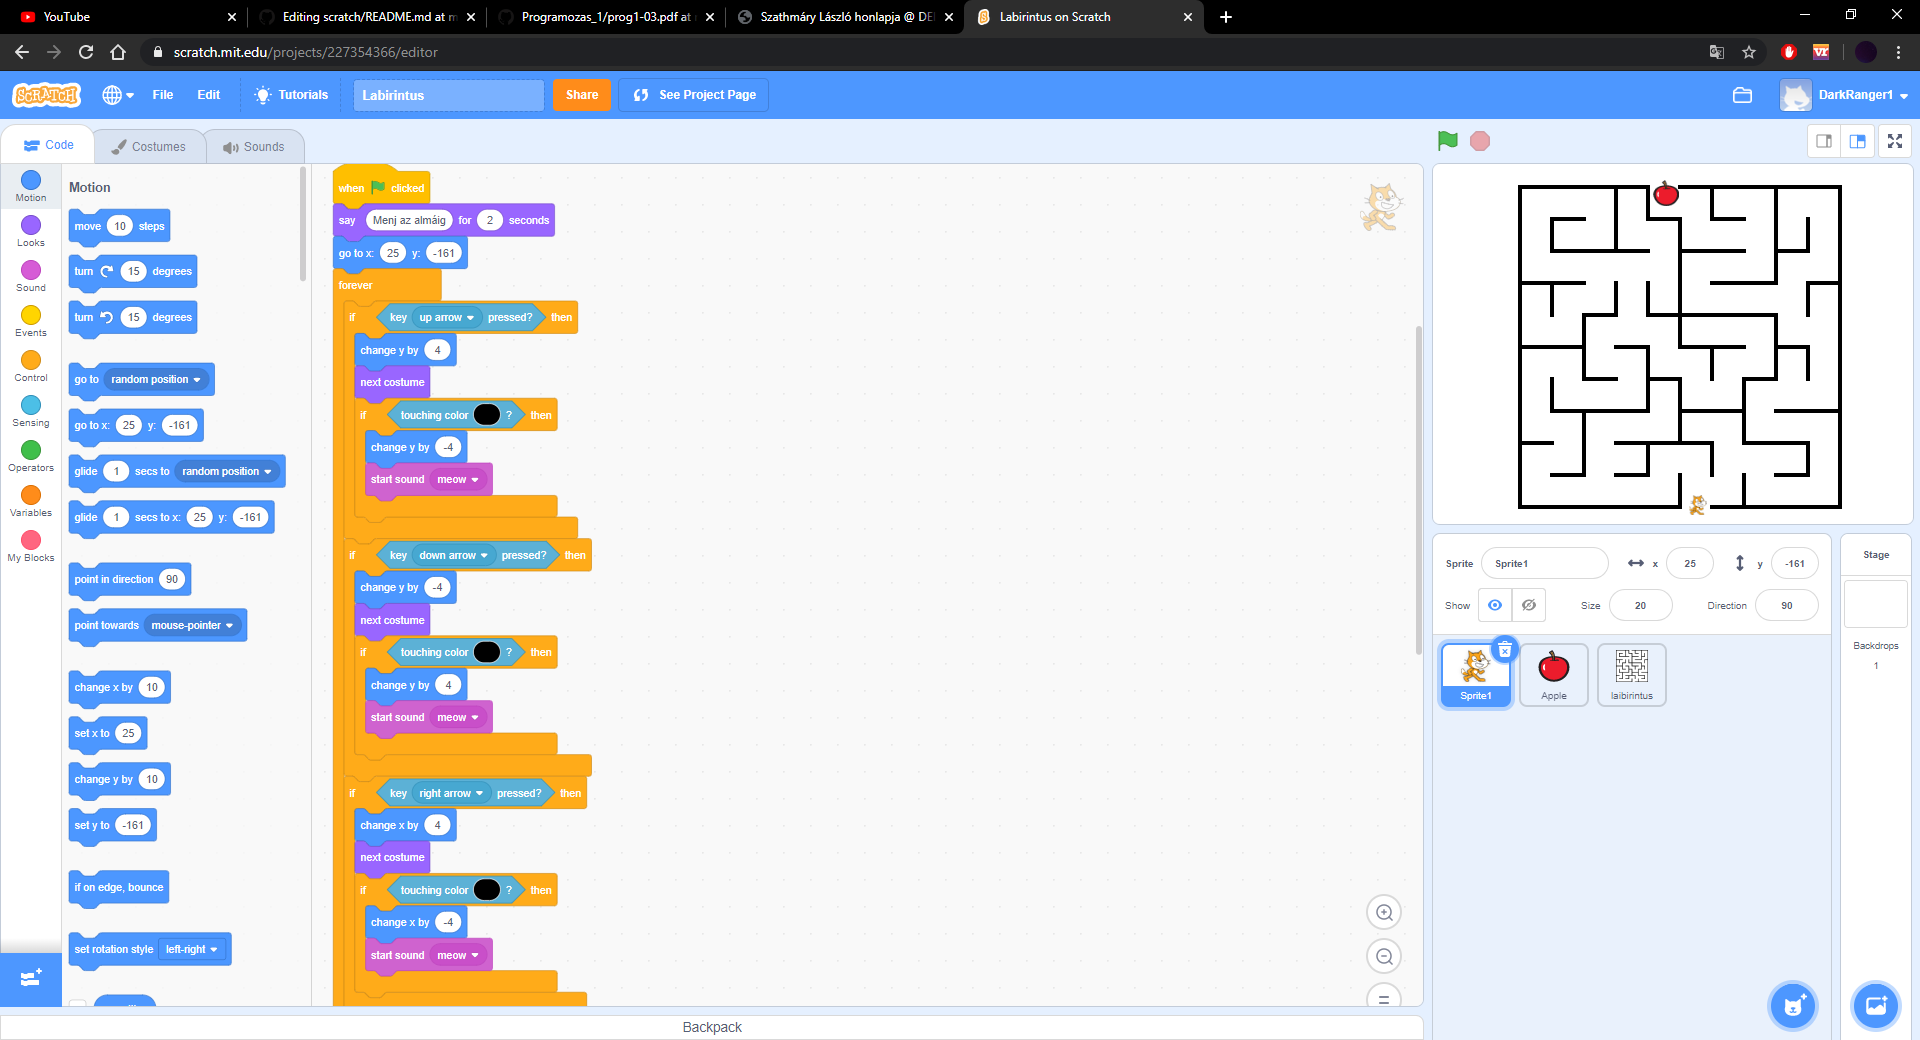 YouTube
Editing scratch/README.md at m
Programozas_1/prog1-03.pdf at
Szathmáry László honlapja @ DE
Labirintus on Scratch
scratch.mit.edu/projects/227354366/editor
SCRATCH
File
Edit
Tutorials
Labirintus
Share
See Project Page
DarkRanger1
Code
Costumes
Sounds
Motion
Looks
Sound
Events
Control
Sensing
Operators
Variables
My Blocks
Motion
move 10 steps
turn 15 degrees
turn 15 degrees
go to random position
go to x: 25 y: -161
glide 1 secs to random position
glide 1 secs to x: 25 y: -161
point in direction 90
point towards mouse-pointer
change x by 10
set x to 25
change y by 10
set y to -161
if on edge, bounce
set rotation style left-right
when clicked
say Menj az almáig for 2 seconds
go to x: 25 y: -161
forever
if key up arrow pressed? then
change y by 4
next costume
if touching color ? then
change y by -4
start sound meow
if key down arrow pressed? then
change y by -4
next costume
if touching color ? then
change y by 4
start sound meow
if key right arrow pressed? then
change x by 4
next costume
if touching color ? then
change x by -4
start sound meow
Backpack
Sprite Sprite1 x 25 y -161
Show Size 20 Direction 90
Sprite1
Apple
laibirintus
Stage
Backdrops
1